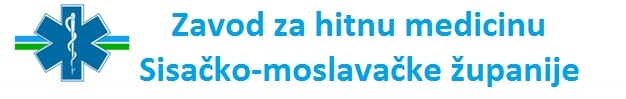 Zavod za hitnu medicinu
Sisačko-moslavačke županije